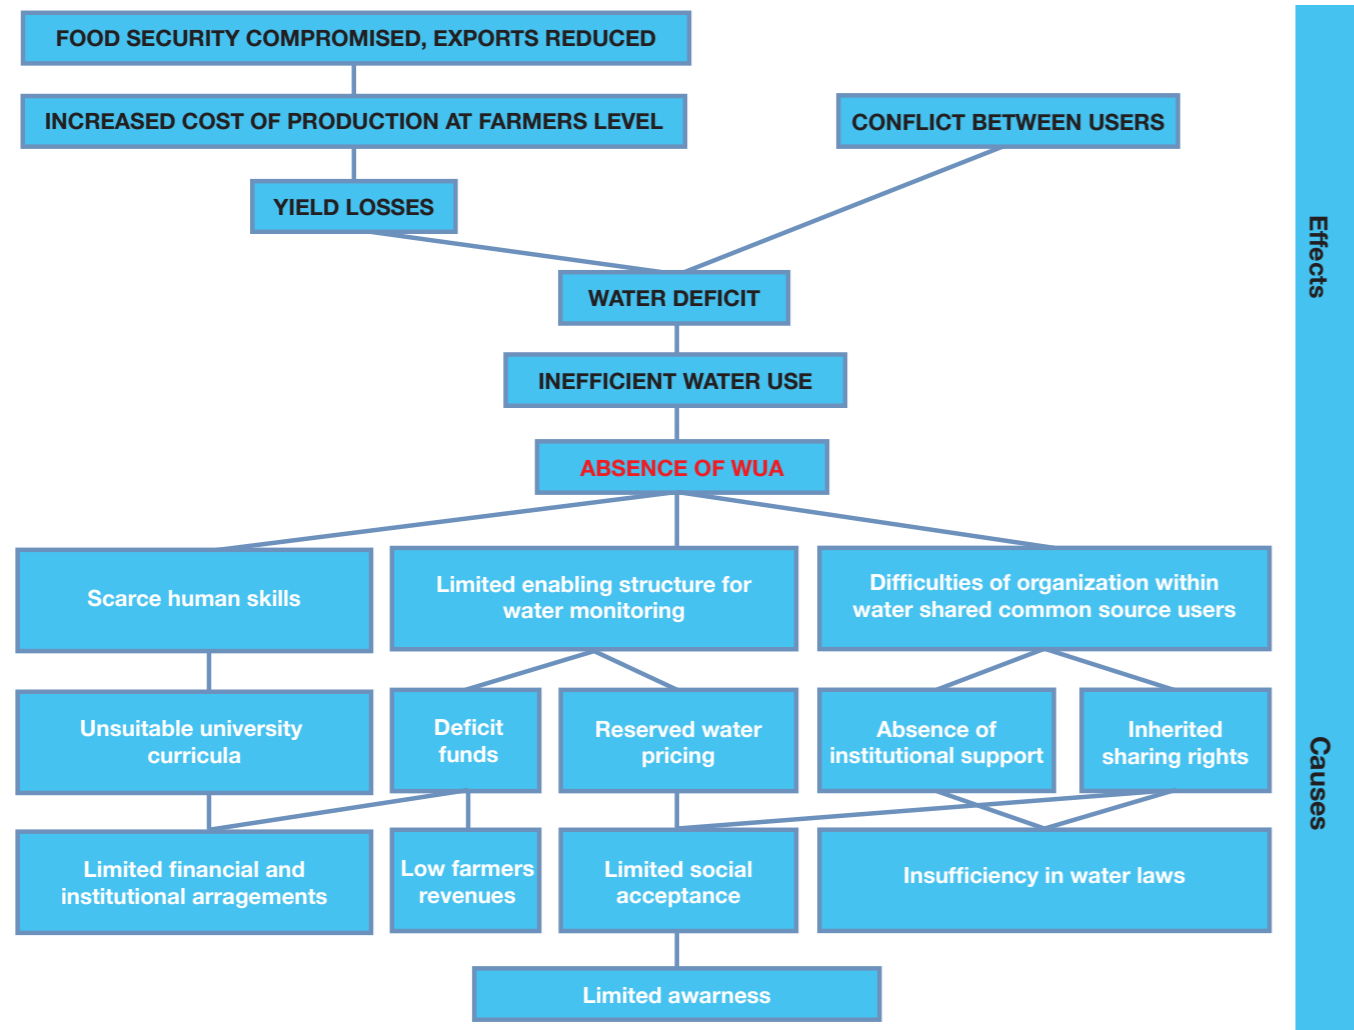 FOOD SECURITY COMPROMISED, EXPORTS REDUCED
INCREASED COST OF PRODUCTION AT FARMERS LEVEL
CONFLICT BETWEEN USERS
YIELD LOSSES
WATER DEFICIT
INEFFICIENT WATER USE
ABSENCE OF WUA
Effects
Scarce human skills
Limited enabling structure for
water monitoring
Difficulties of organization within
water shared common source users
Unsuitable university
curricula
Deficit
funds
Reserved water
pricing
Absence of
institutional support
Inherited
sharing rights
Causes
Limited financial and
institutional arragements
Low farmers
revenues
Limited social
acceptance
Insufficiency in water laws
Limited awarness